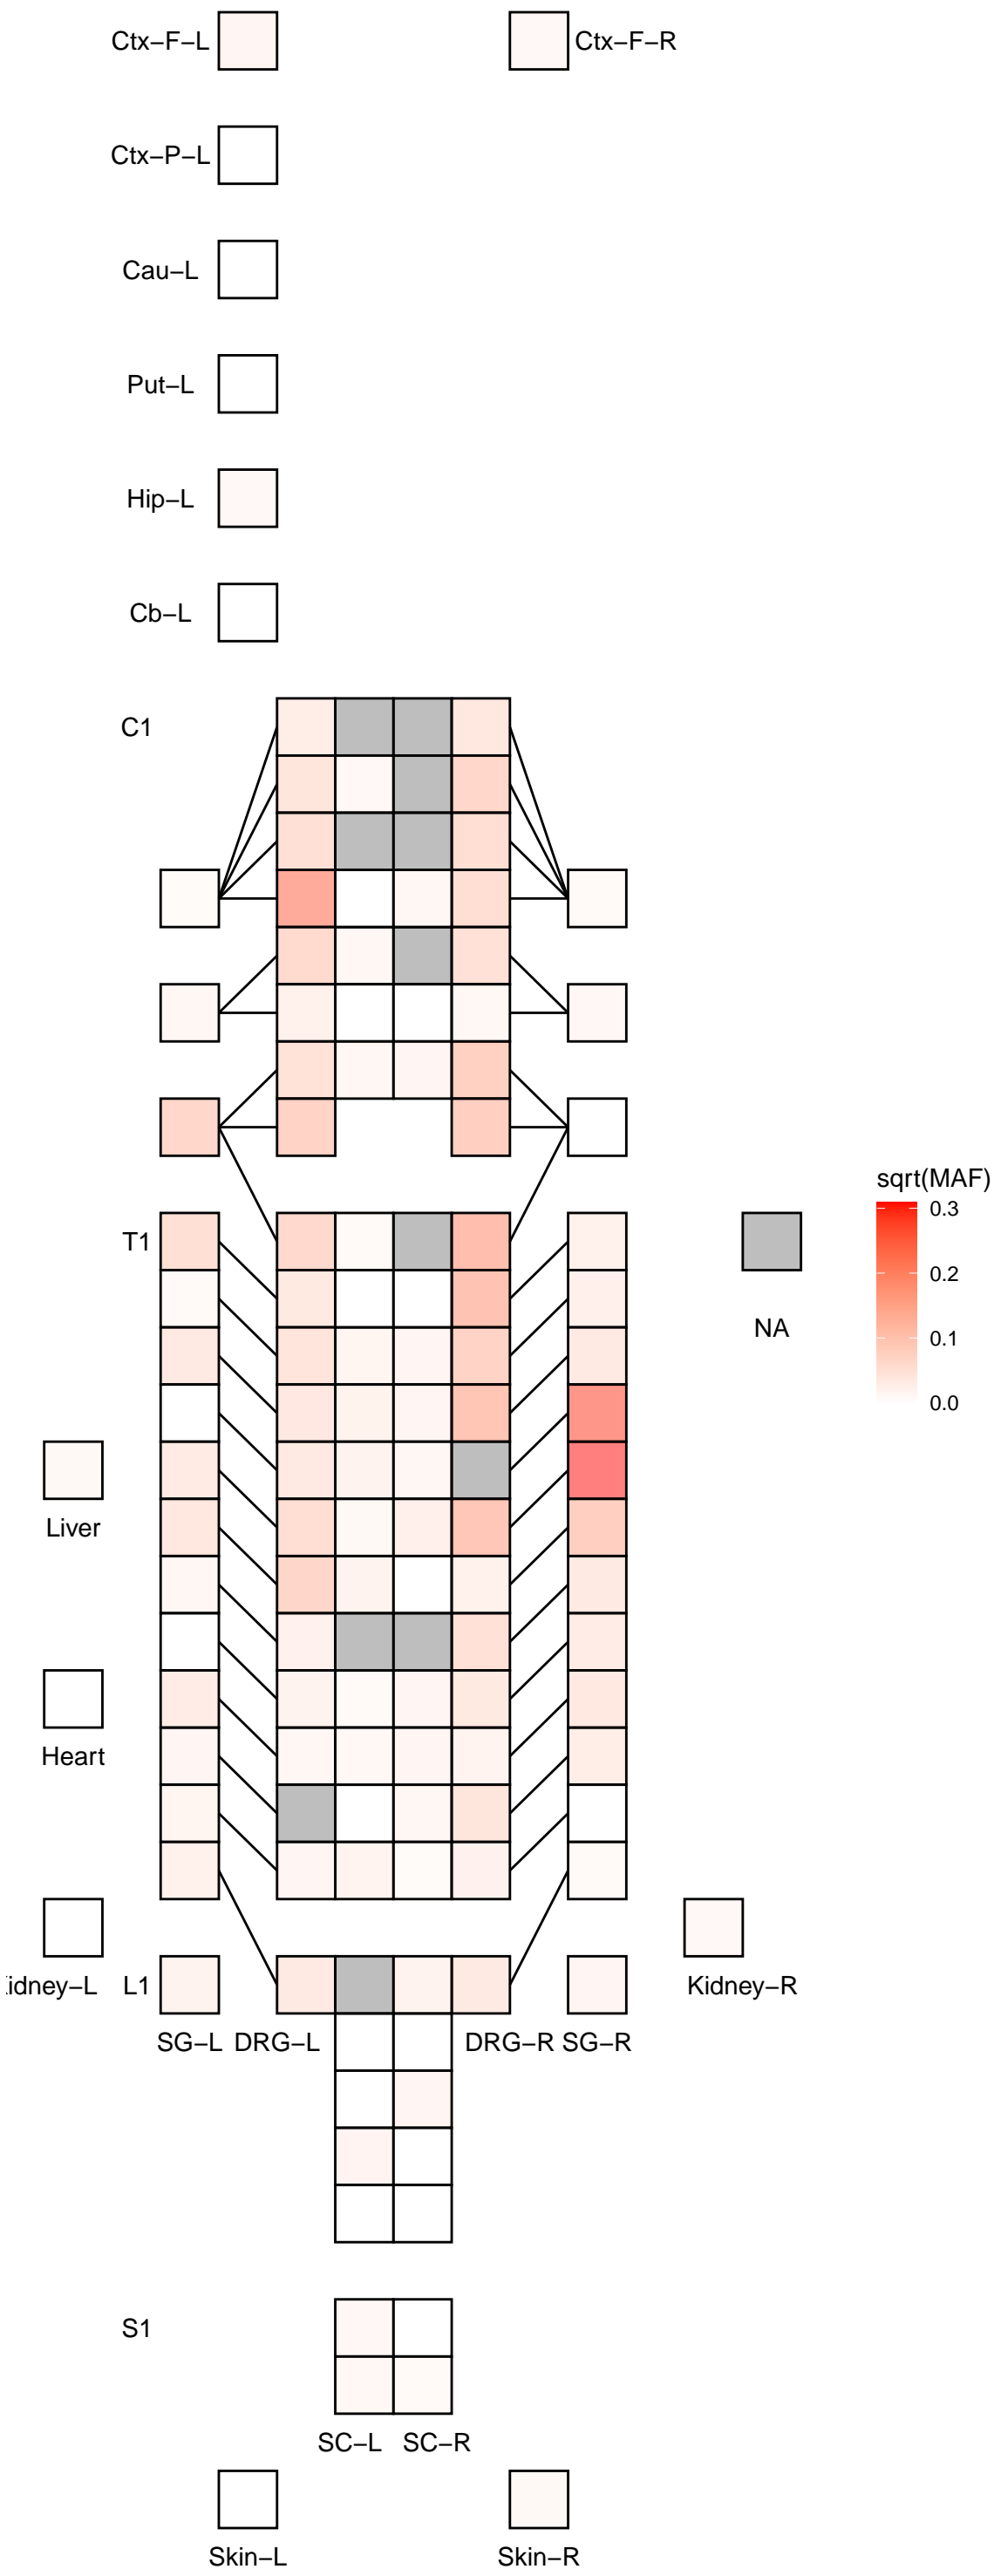 Ctx−F−L
Ctx−F−R
Ctx−P−L
Cau−L
Put−L
Hip−L
Cb−L
C1
sqrt(MAF)
0.3
0.2
0.1
0.0
T1
NA
Liver
Heart
idney−L
L1
Kidney−R
SG−L DRG−L
DRG−R SG−R
S1
SC−L SC−R
Skin−L
Skin−R